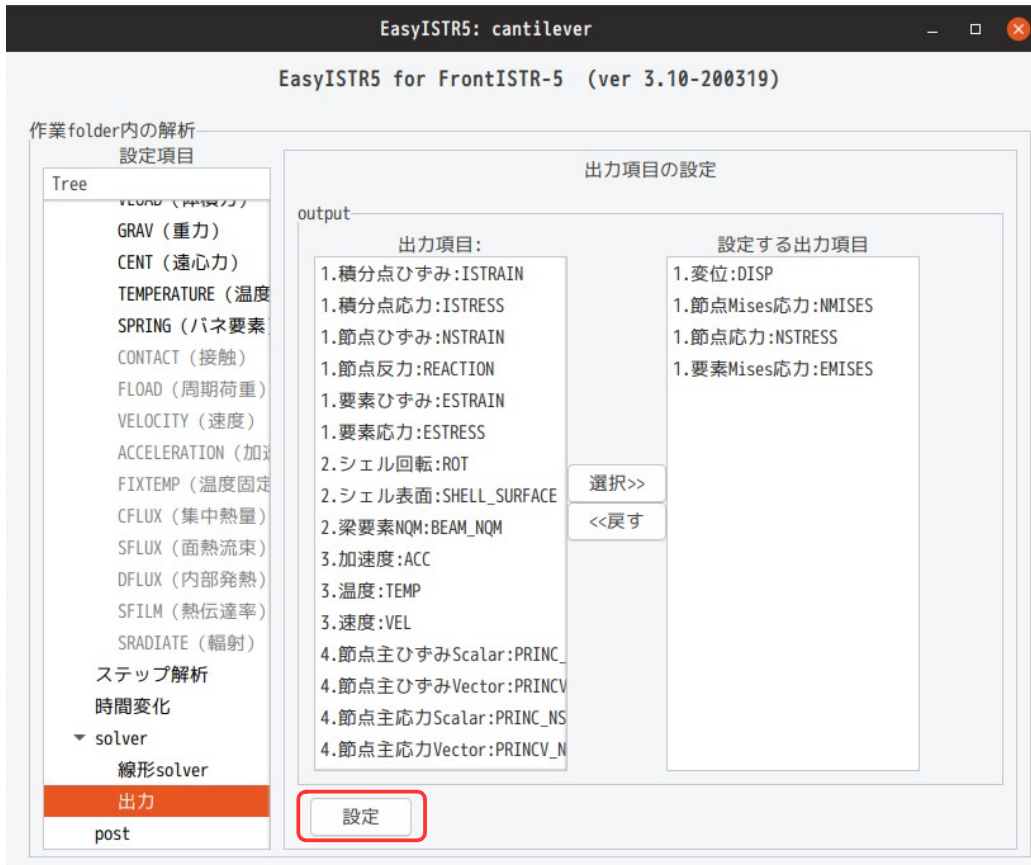 EasyISTR5: cantilever
EasyISTR5 for FrontISTR-5 (ver 3.10-200319)
作業folder内の解析
設定項目
Tree
GRAV (重力)
CENT (遠心力)
TEMPERATURE (温度
SPRING (バネ要素)
CONTACT (接触)
FLOAD (周期荷重)
VELOCITY (速度)
ACCELERATION (加速
FIXTEMP (温度固定
CFLUX (集中熱量)
SFLUX (面熱流束)
DFLUX (内部発熱)
SFILM (熱伝達率)
SRADIATE (輻射)
ステップ解析
時間変化
solver
線形solver
出力
post
出力項目の設定
output
出力項目:
1.積分点ひずみ:ISTRAIN
1.積分点応力:ISTRESS
1.節点ひずみ:NSTRAIN
1.節点反力:REACTION
1.要素ひずみ:ESTRAIN
1.要素応力:ESTRESS
2.シェル回転:ROT
2.シェル表面:SHELL_SURFACE
2.梁要素NQM:BEAM_NQM
3.加速度:ACC
3.温度:TEMP
3.速度:VEL
4.節点主ひずみScalar:PRINC_
4.節点主ひずみVector:PRINCV
4.節点主応力Scalar:PRINC_NS
4.節点主応力Vector:PRINCV_N
選択>>
<<戻す
設定する出力項目
1.変位:DISP
1.節点Mises応力:NMISES
1.節点応力:NSTRESS
1.要素Mises応力:EMISES
設定